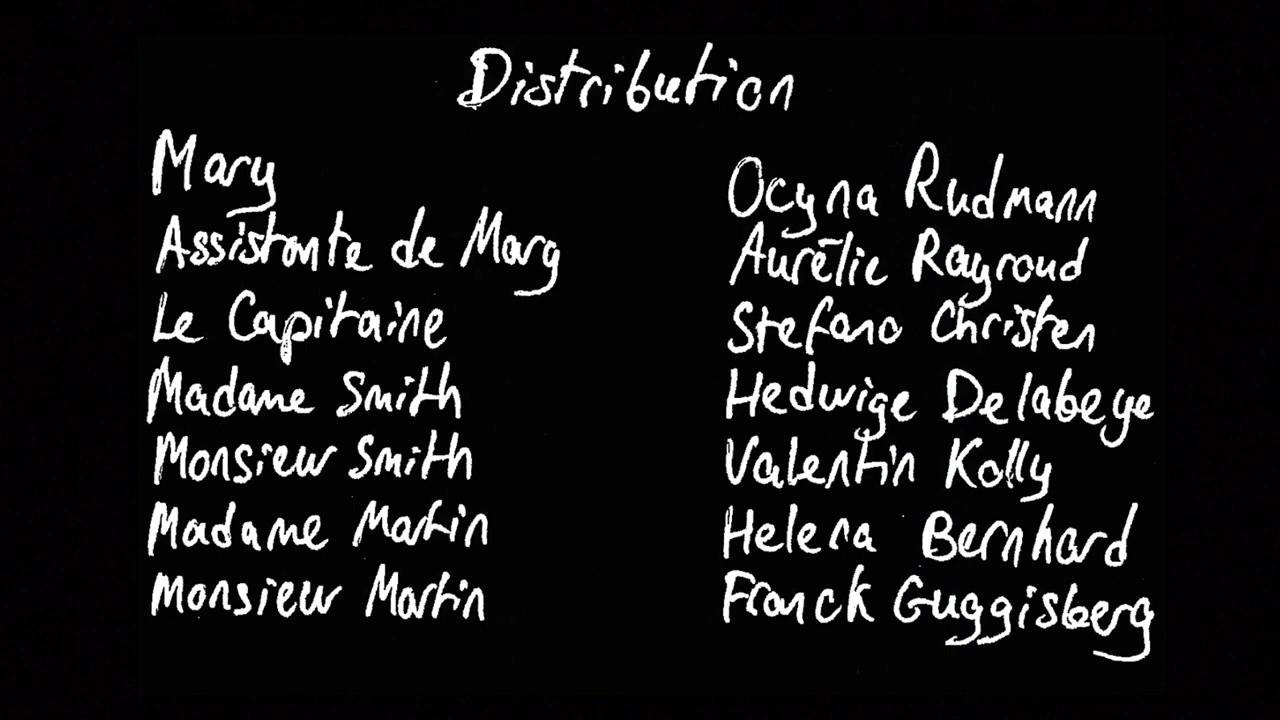 Distribution
Mary Ocyna Rudmann
Assistante de Mary Aurélie Rayroud
Le Capitaine Stefano Christen
Madame Smith Hedwige Delabeye
Monsieur Smith Valentin Kolly
Madame Martin Helena Bernhard
Monsieur Martin Franck Guggisberg